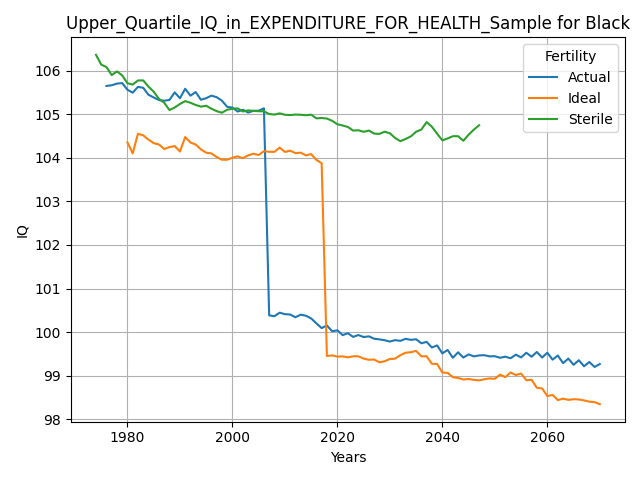 Upper_Quartile_IQ_in_EXPENDITURE_FOR_HEALTH_Sample for Black
Fertility
Actual
Ideal
Sterile
106
105
104
103
102
101
100
99
98
IQ
1980
2000
2020
2040
2060
Years